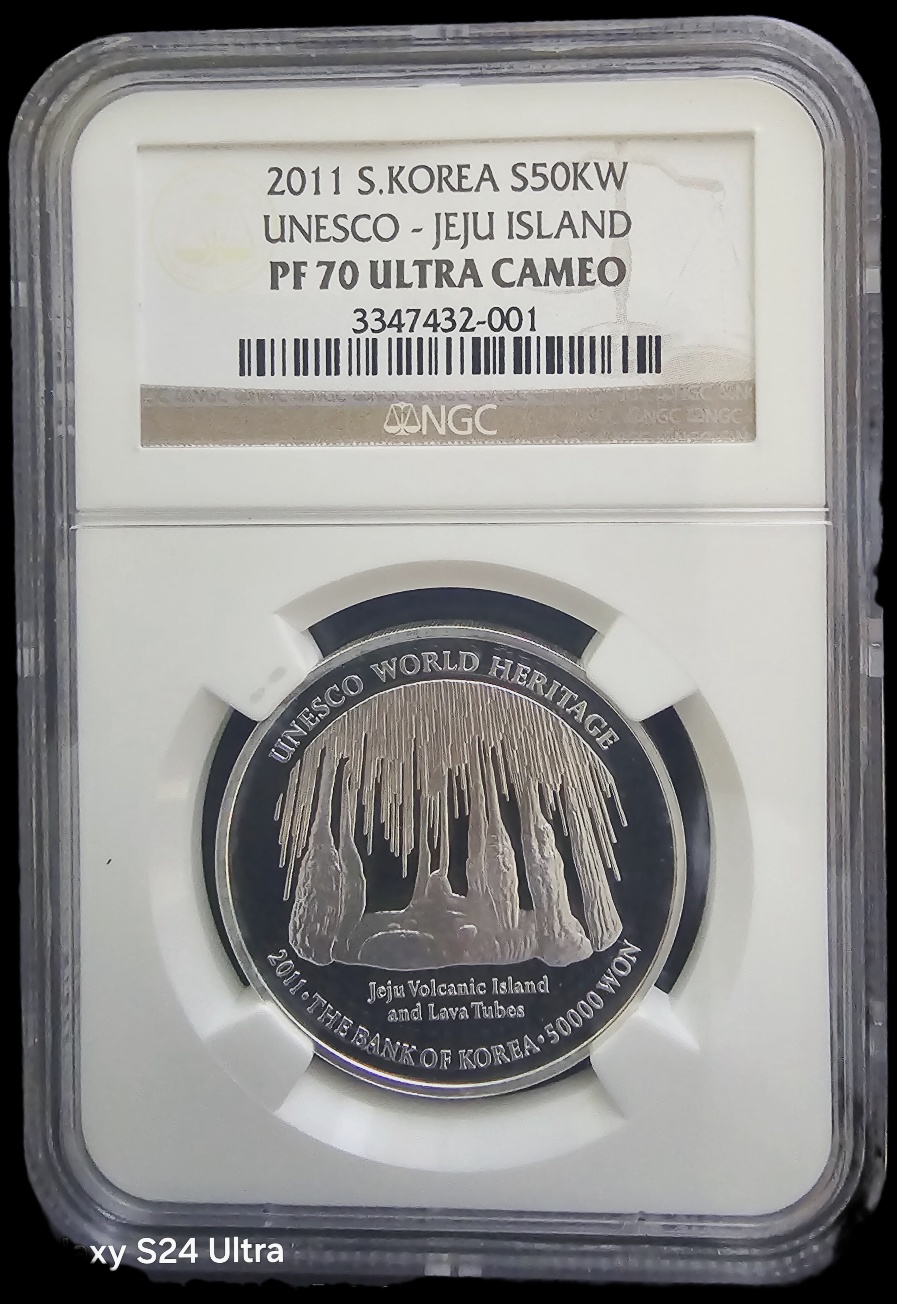 2011 S.KOREA S50KW
UNESCO - JEJU ISLAND
PF 70 ULTRA CAMEO
3347432-001
NGC
UNESCO WORLD HERITAGE
Jeju Volcanic Island
and Lava Tubes
2011·THE BANK OF KOREA·50000 WON
xy S24 Ultra